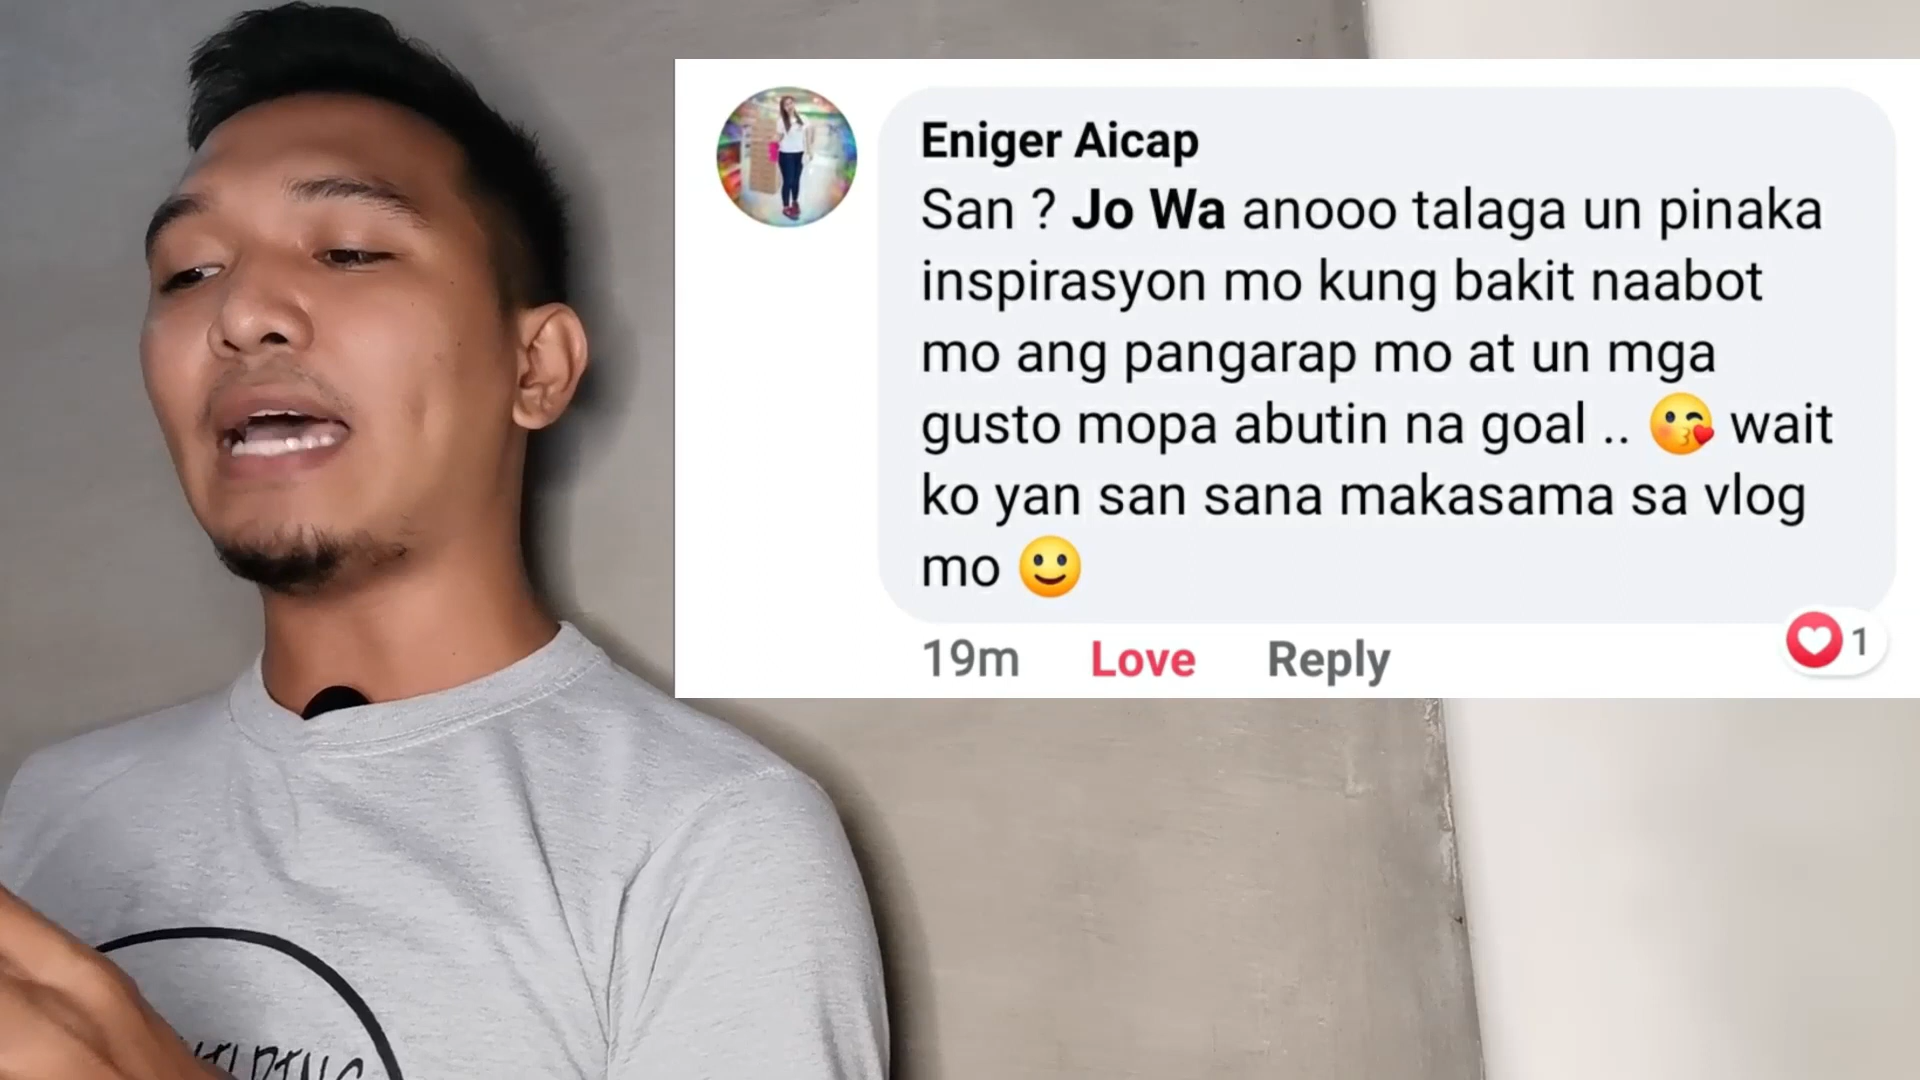 Eniger Aicap
San ? Jo Wa anooo talaga un pinaka
inspirasyon mo kung bakit naabot
mo ang pangarap mo at un mga
gusto mopa abutin na goal .. 😘 wait
ko yan san sana makasama sa vlog
mo 🙂
19m Love Reply 1